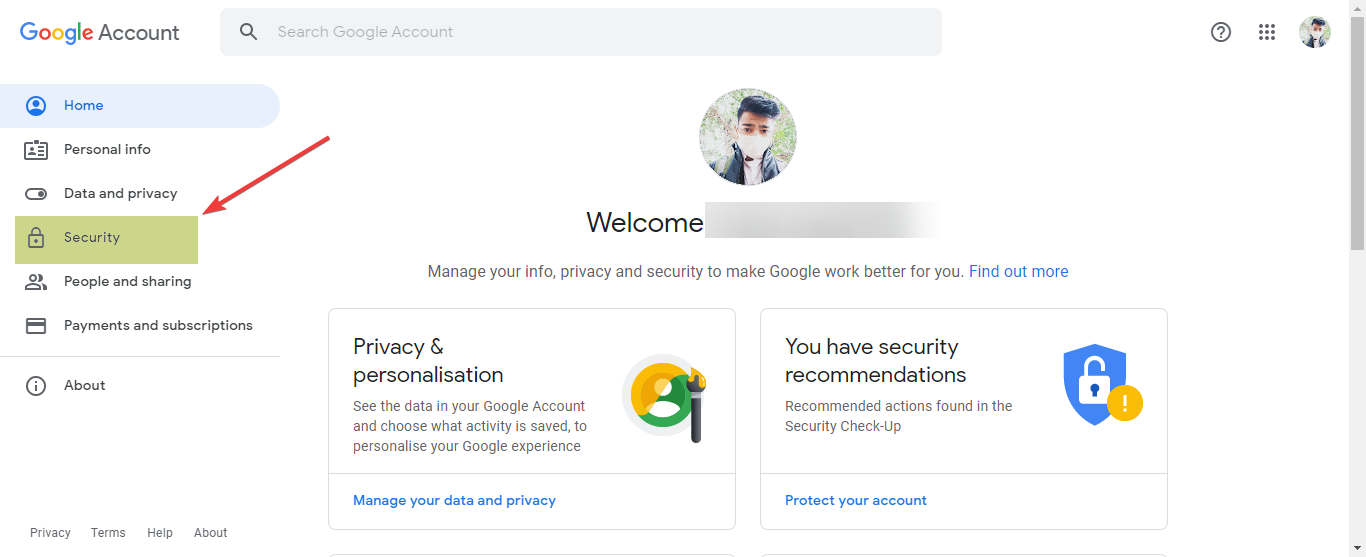 Google Account
Search Google Account
Home
Personal info
Data and privacy
Security
People and sharing
Payments and subscriptions
About
Privacy Terms Help About
Welcome
Manage your info, privacy and security to make Google work better for you. Find out more
Privacy &
personalisation
See the data in your Google Account
and choose what activity is saved, to
personalise your Google experience
Manage your data and privacy
You have security
recommendations
Recommended actions found in the
Security Check-Up
Protect your account